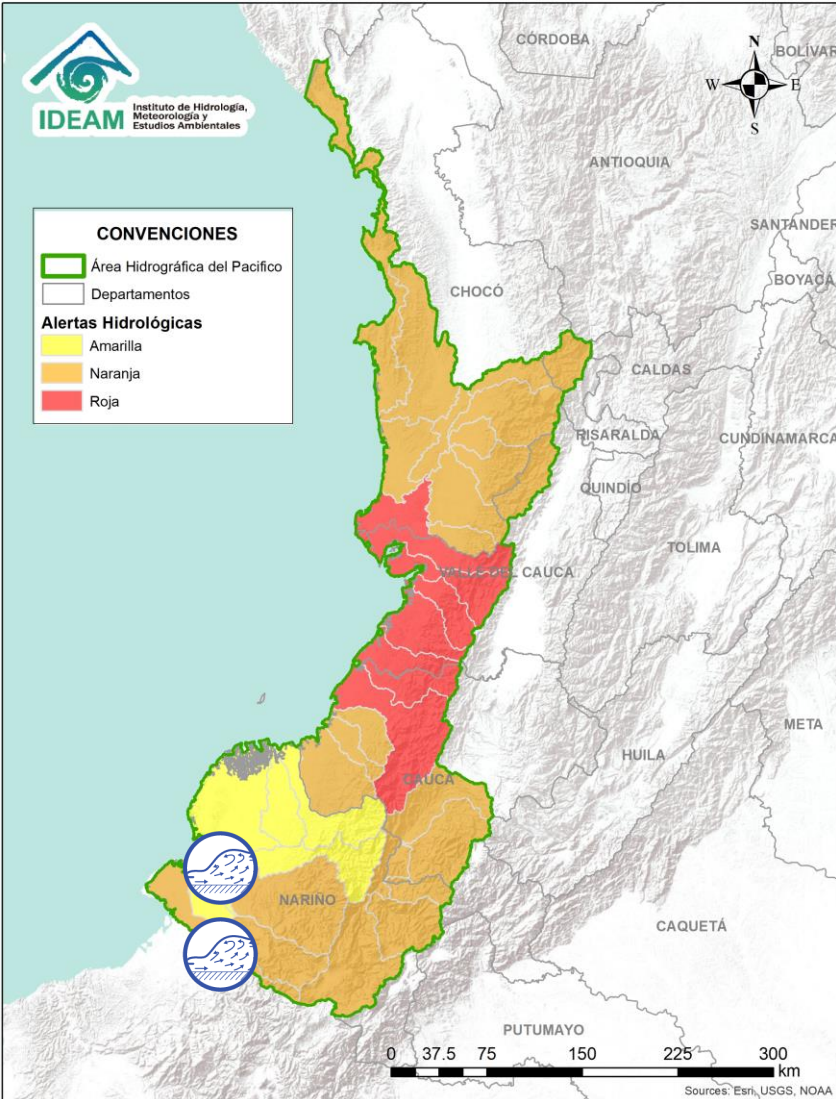 IDEAM
Instituto de Hidrología,
Meteorología y
Estudios Ambientales
CÓRDOBA
BOLÍVAR
N
W
E
S
ANTIOQUIA
SANTANDER
BOYACÁ
CONVENCIONES
Área Hidrográfica del Pacifico
Departamentos
Alertas Hidrológicas
Amarilla
Naranja
Roja
CHOCÓ
CALDAS
RISARALDA
CUNDINAMARCA
QUINDÍO
TOLIMA
VALLE DEL CAUCA
META
HUILA
CAUCA
NARIÑO
CAQUETÁ
PUTUMAYO
0 37.5 75 150 225 300
km
Sources: Esri, USGS, NOAA